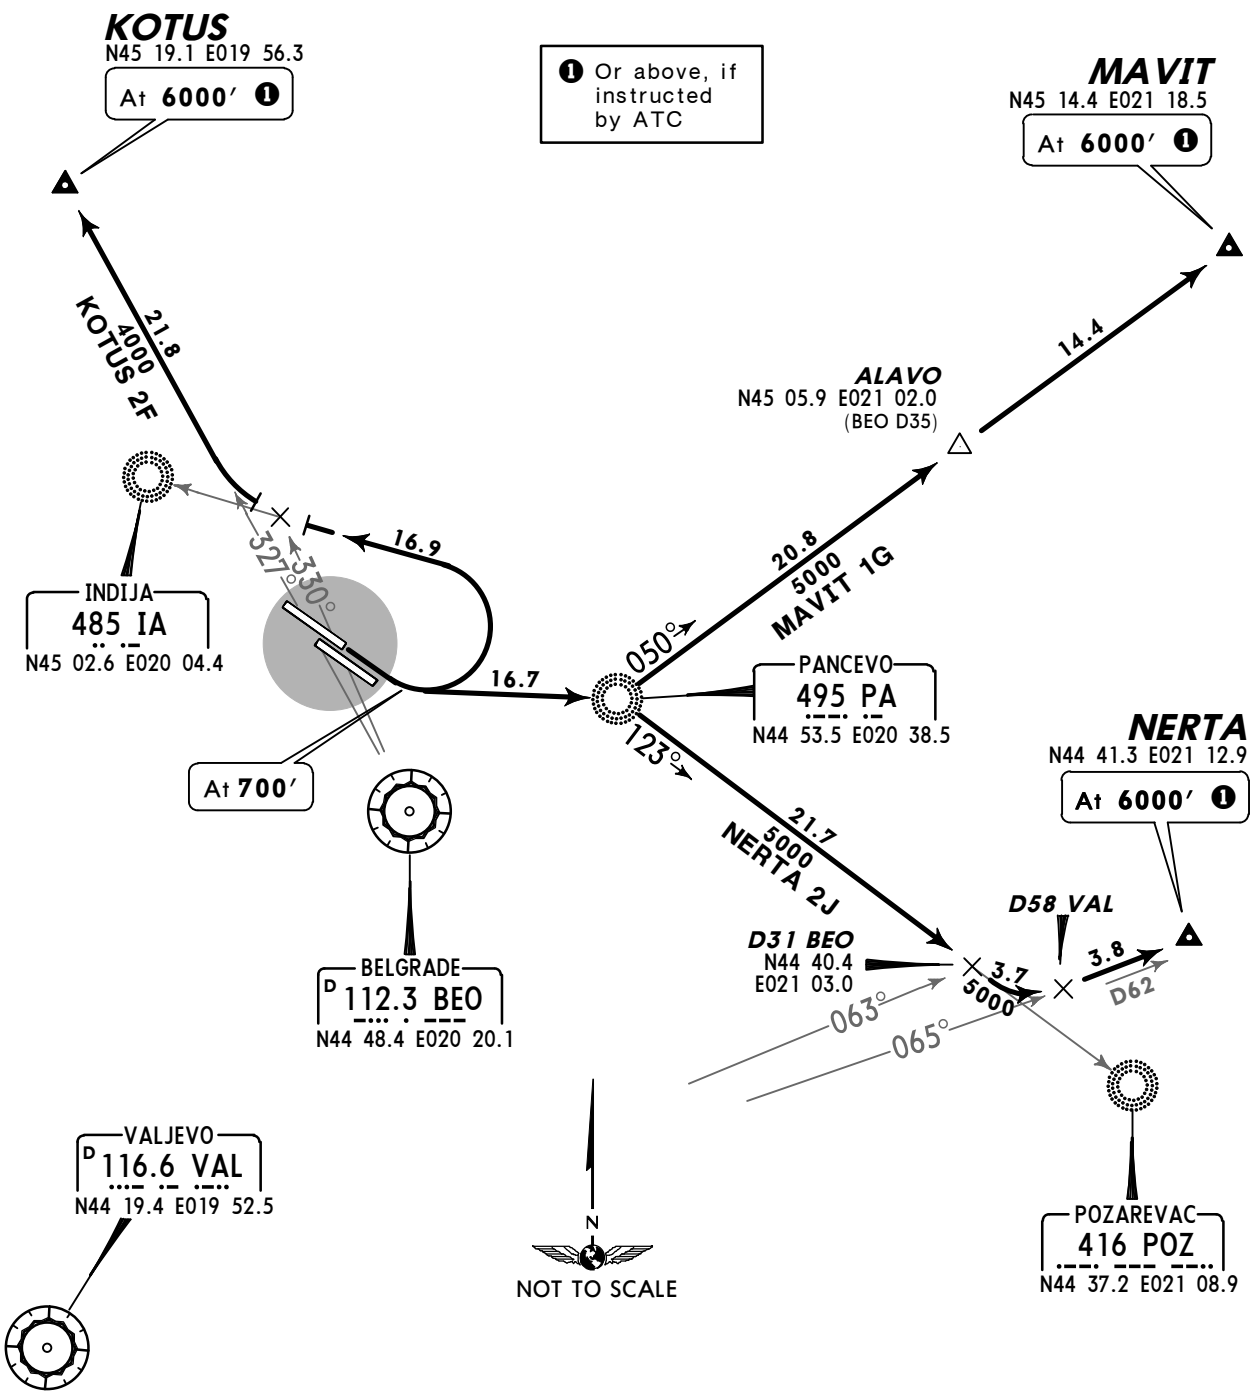 KOTUS
N45 19.1 E019 56.3
At 6000' ❶
❶ Or above, if
instructed
by ATC
MAVIT
N45 14.4 E021 18.5
At 6000' ❶
21.8
4000
KOTUS 2F
14.4
ALAVO
N45 05.9 E021 02.0
(BEO D35)
327°
330°
16.9
INDIJA
485 IA
N45 02.6 E020 04.4
20.8
5000
MAVIT 1G
050°
16.7
PANCEVO
495 PA
N44 53.5 E020 38.5
123°
At 700'
NERTA
N44 41.3 E021 12.9
At 6000' ❶
21.7
5000
NERTA 2J
D58 VAL
D31 BEO
N44 40.4
E021 03.0
3.7
5000
3.8
D62
063°
065°
BELGRADE
D 112.3 BEO
N44 48.4 E020 20.1
VALJEVO
D 116.6 VAL
N44 19.4 E019 52.5
POZAREVAC
416 POZ
N44 37.2 E021 08.9
N
NOT TO SCALE